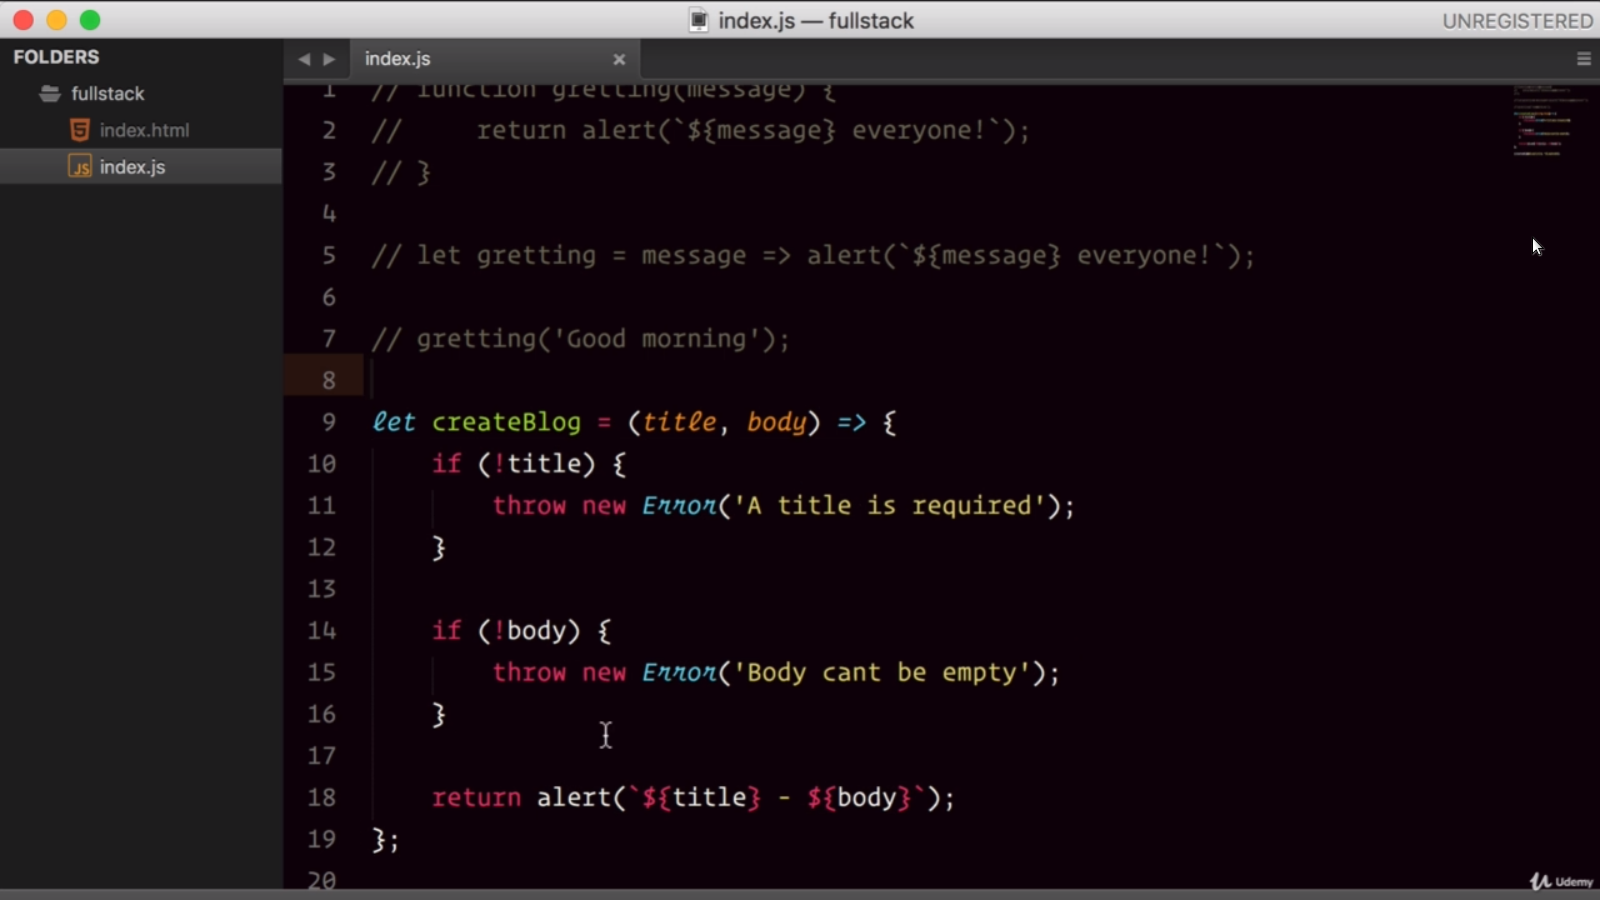 index.js — fullstack
UNREGISTERED
FOLDERS
fullstack
index.html
index.js
index.js
1 // function gretting(message) {
2 //     return alert(`${message} everyone!`);
3 // }
4
5 // let gretting = message => alert(`${message} everyone!`);
6
7 // gretting('Good morning');
8
9 let createBlog = (title, body) => {
10     if (!title) {
11         throw new Error('A title is required');
12     }
13
14     if (!body) {
15         throw new Error('Body cant be empty');
16     }
17
18     return alert(`${title} - ${body}`);
19 };
20
Udemy